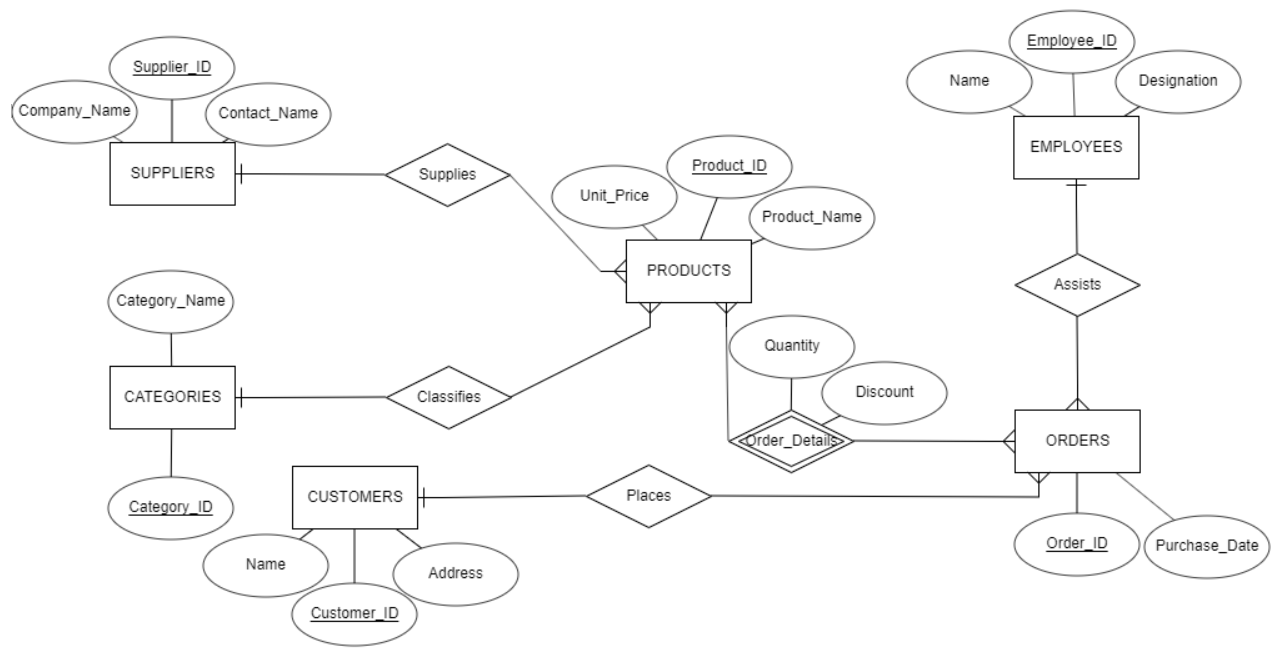 Employee_ID
Supplier_ID
Name
Designation
Company_Name
Contact_Name
EMPLOYEES
SUPPLIERS
Supplies
Product_ID
Unit_Price
Product_Name
PRODUCTS
Assists
Category_Name
Quantity
CATEGORIES
Classifies
Discount
Order_Details
ORDERS
CUSTOMERS
Places
Category_ID
Order_ID
Purchase_Date
Name
Address
Customer_ID